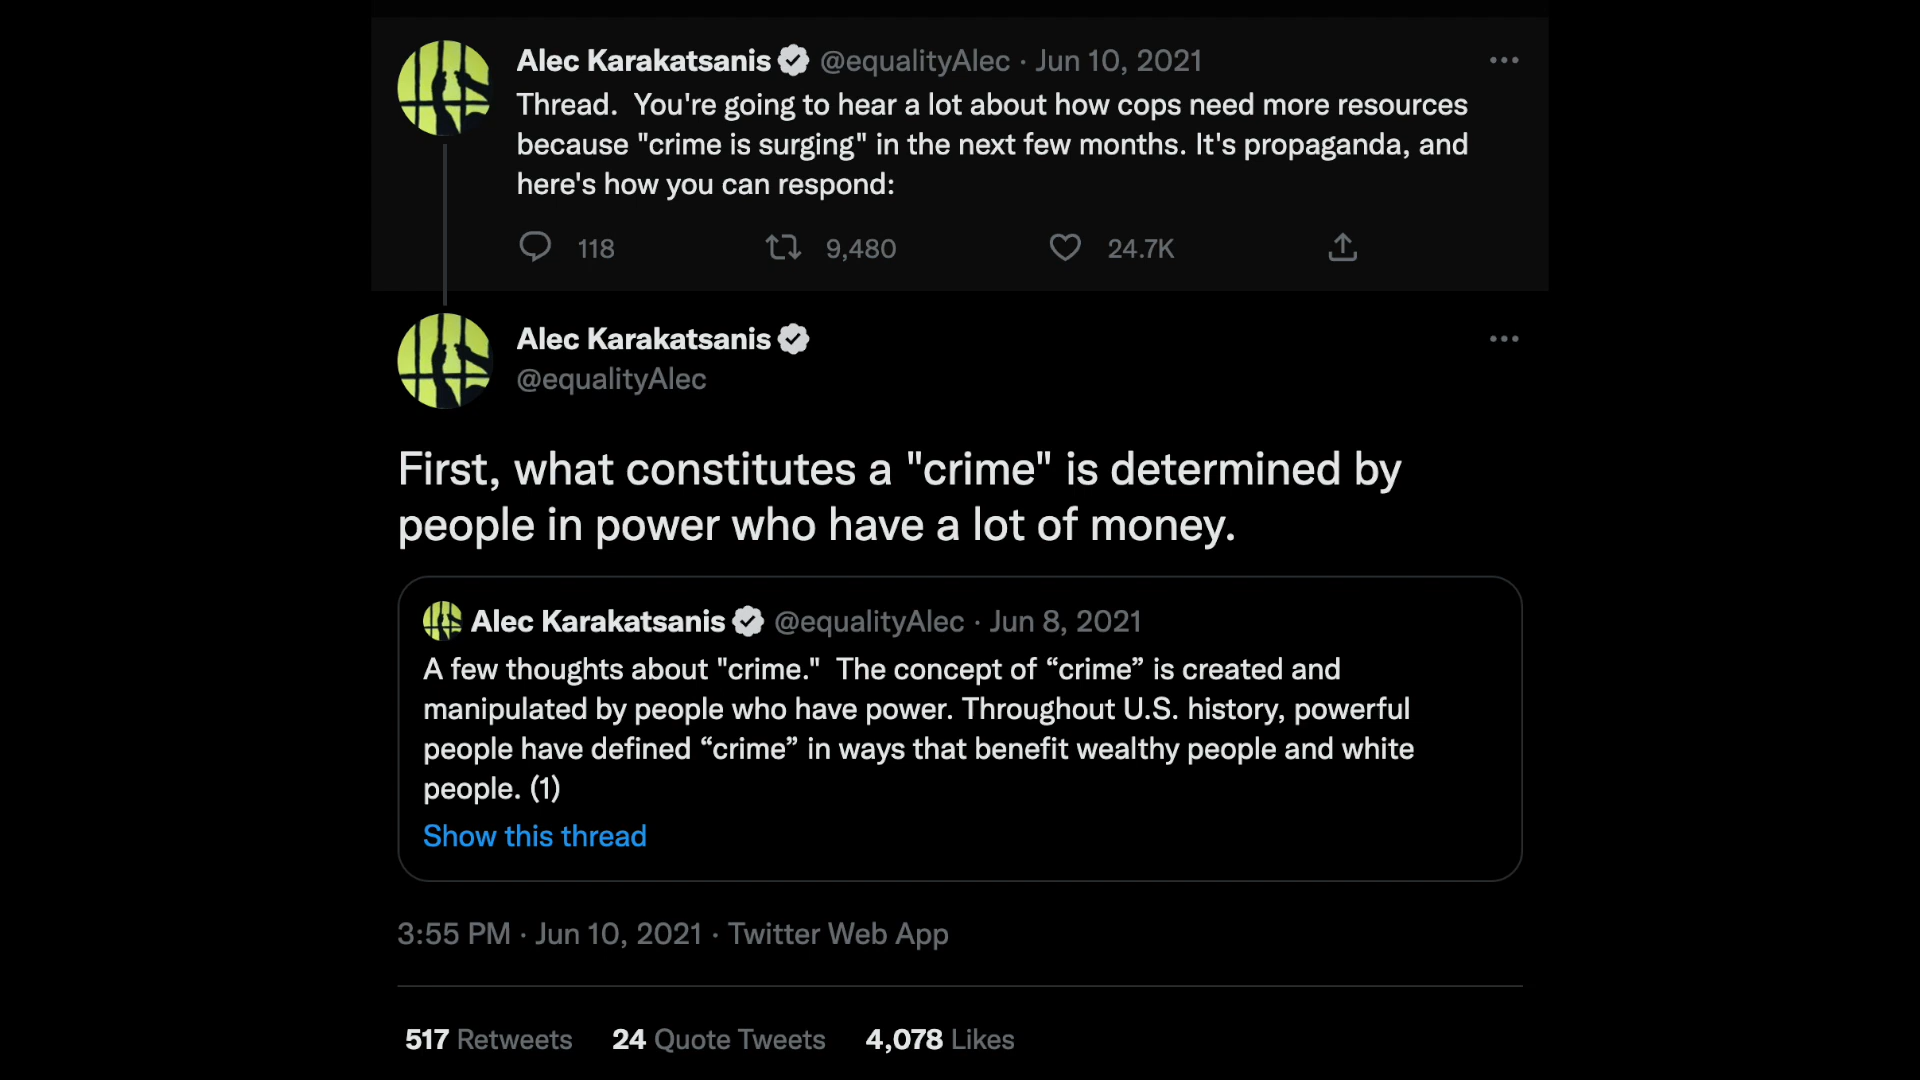 Alec Karakatsanis @equalityAlec · Jun 10, 2021
Thread.  You're going to hear a lot about how cops need more resources
because "crime is surging" in the next few months. It's propaganda, and
here's how you can respond:
118 9,480 24.7K
Alec Karakatsanis
@equalityAlec
First, what constitutes a "crime" is determined by
people in power who have a lot of money.
Alec Karakatsanis @equalityAlec · Jun 8, 2021
A few thoughts about "crime."  The concept of “crime” is created and
manipulated by people who have power. Throughout U.S. history, powerful
people have defined “crime” in ways that benefit wealthy people and white
people. (1)
Show this thread
3:55 PM · Jun 10, 2021 · Twitter Web App
517 Retweets 24 Quote Tweets 4,078 Likes